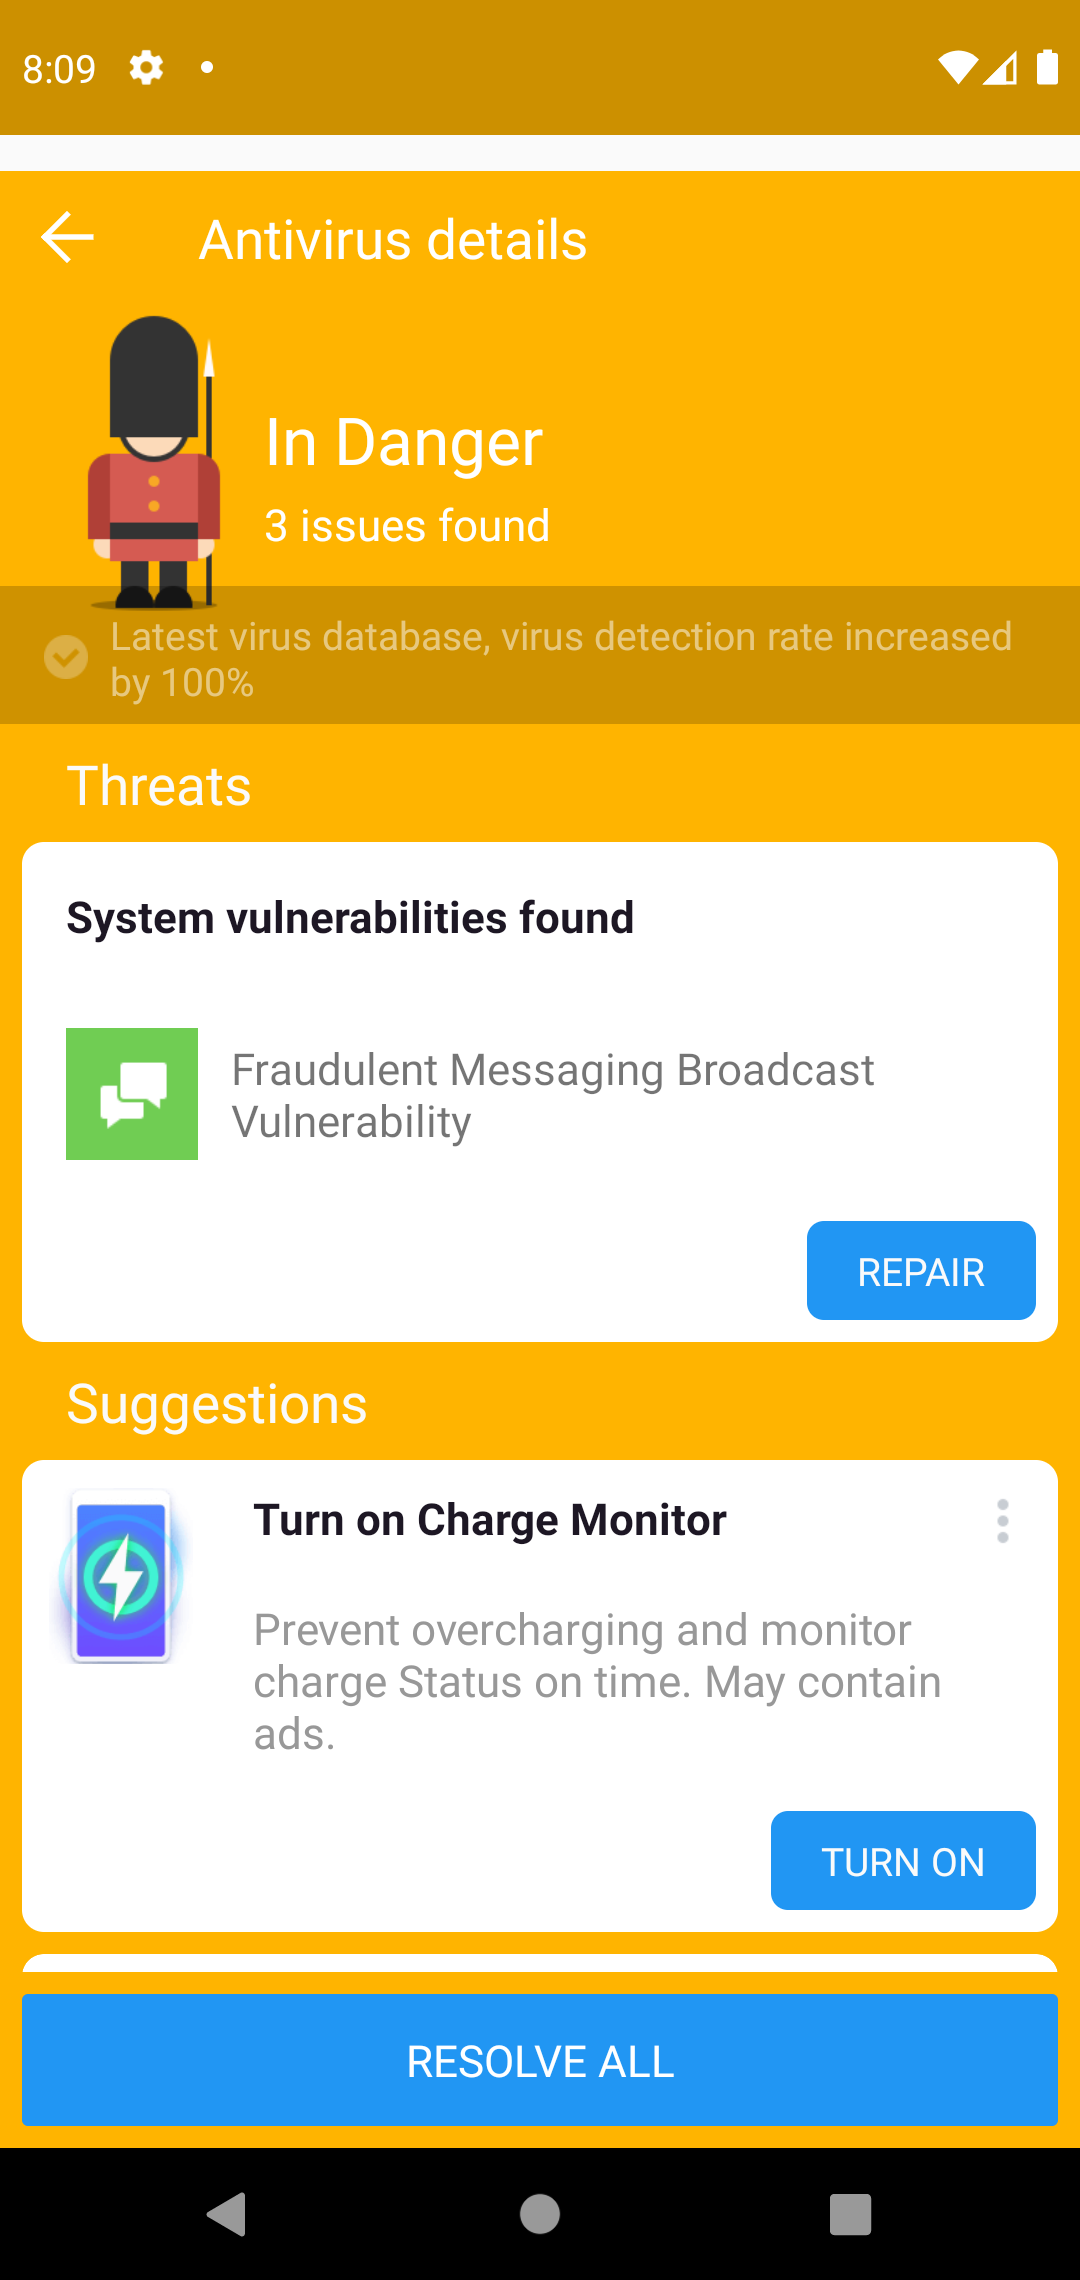 8:09
Antivirus details
In Danger
3 issues found
Latest virus database, virus detection rate increased
by 100%
Threats
System vulnerabilities found
Fraudulent Messaging Broadcast
Vulnerability
REPAIR
Suggestions
Turn on Charge Monitor
Prevent overcharging and monitor
charge Status on time. May contain
ads.
TURN ON
RESOLVE ALL